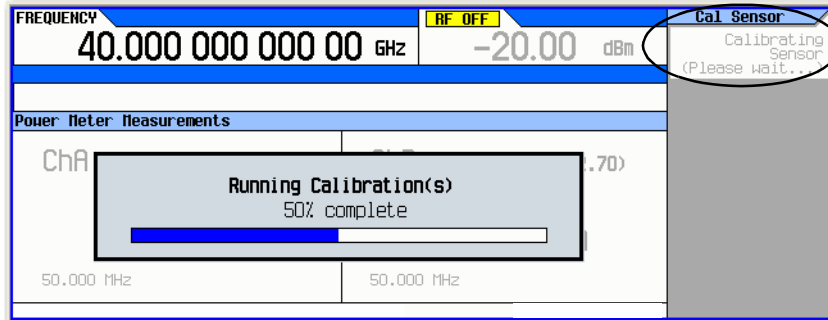 FREQUENCY
40.000 000 000 00 GHz
RF OFF
-20.00 dBm
Cal Sensor
Calibrating
Sensor
(Please wait...)
Power Meter Measurements
ChA
.70)
Running Calibration(s)
50% complete
50.000 MHz
50.000 MHz